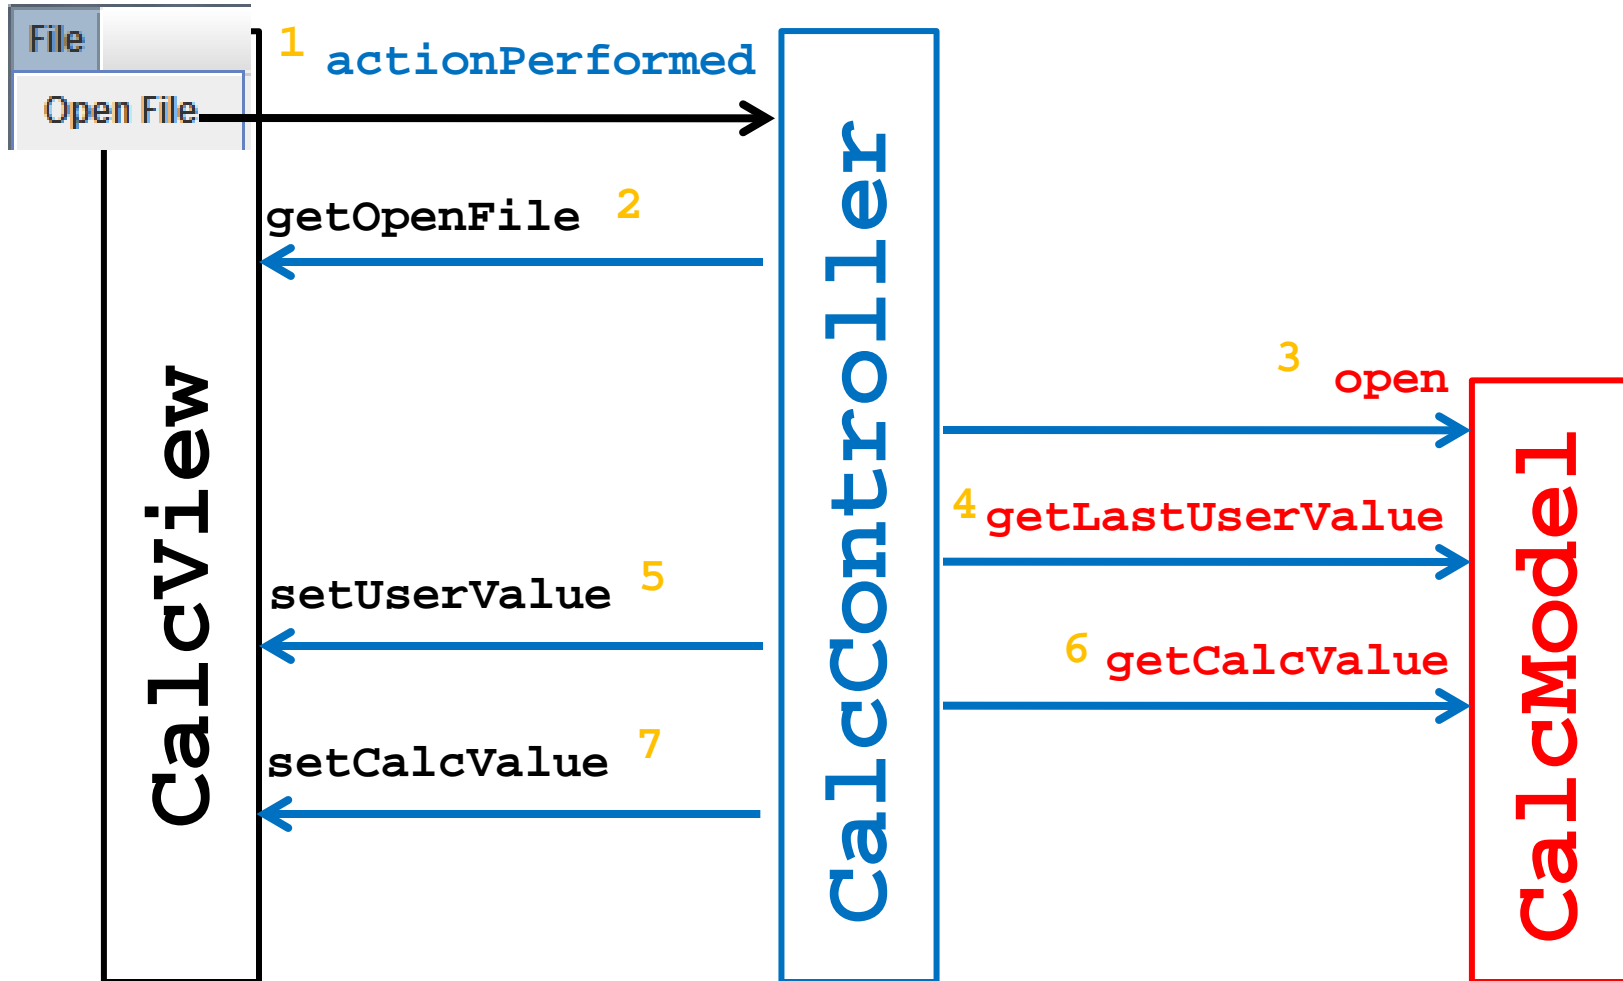 File
Open File
1 actionPerformed
getOpenFile 2
3 open
4 getLastUserValue
setUserValue 5
6 getCalcValue
setCalcValue 7
CalcView
CalcController
CalcModel